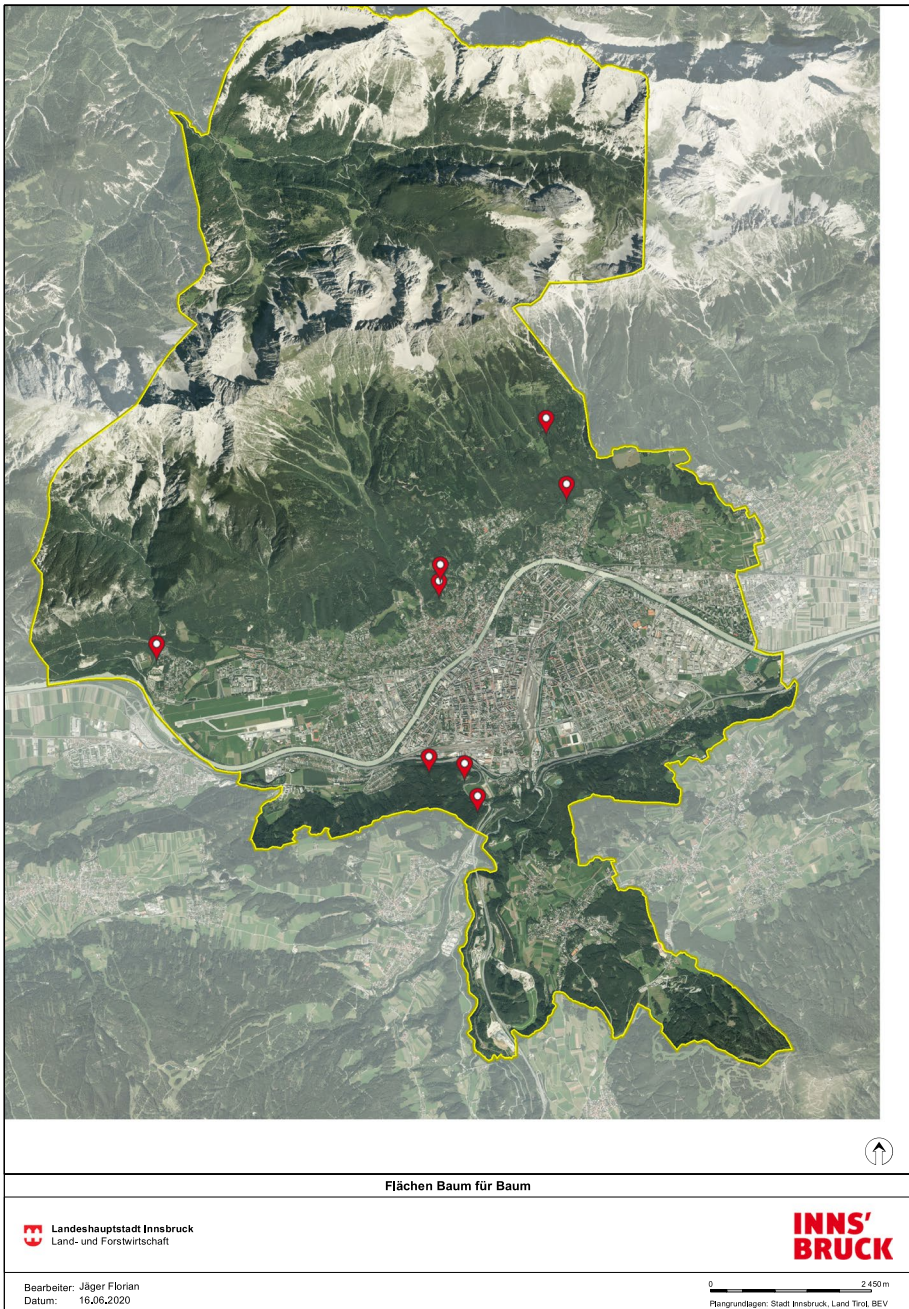 Flächen Baum für Baum
Landeshauptstadt Innsbruck
Land- und Forstwirtschaft
INNS'
BRUCK
Bearbeiter: Jäger Florian
Datum: 16.06.2020
0 2 450 m
Plangrundlagen: Stadt Innsbruck, Land Tirol, BEV